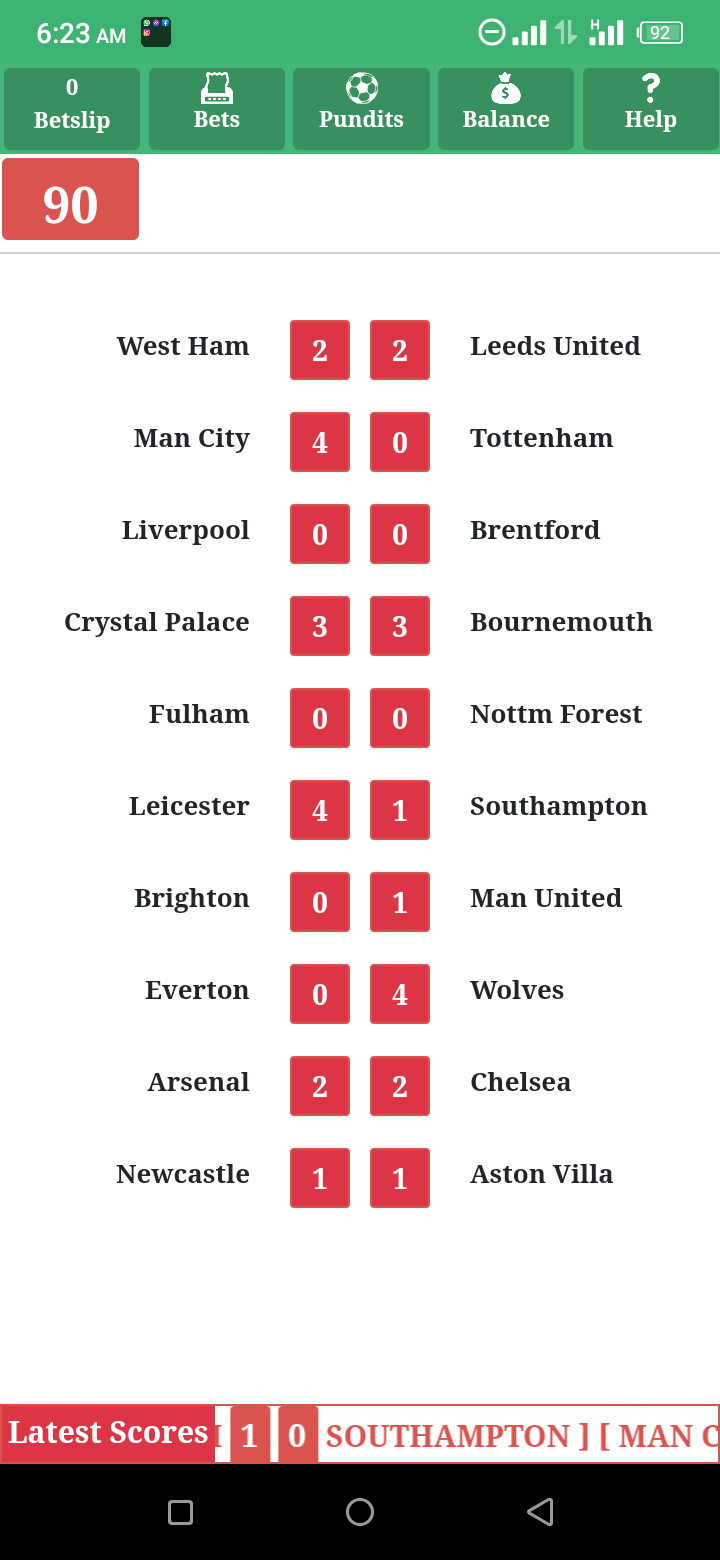 6:23 AM
H
92
0
Betslip Bets Pundits Balance Help
90
West Ham 2 2 Leeds United
Man City 4 0 Tottenham
Liverpool 0 0 Brentford
Crystal Palace 3 3 Bournemouth
Fulham 0 0 Nottm Forest
Leicester 4 1 Southampton
Brighton 0 1 Man United
Everton 0 4 Wolves
Arsenal 2 2 Chelsea
Newcastle 1 1 Aston Villa
Latest Scores 1 0 SOUTHAMPTON ] [ MAN